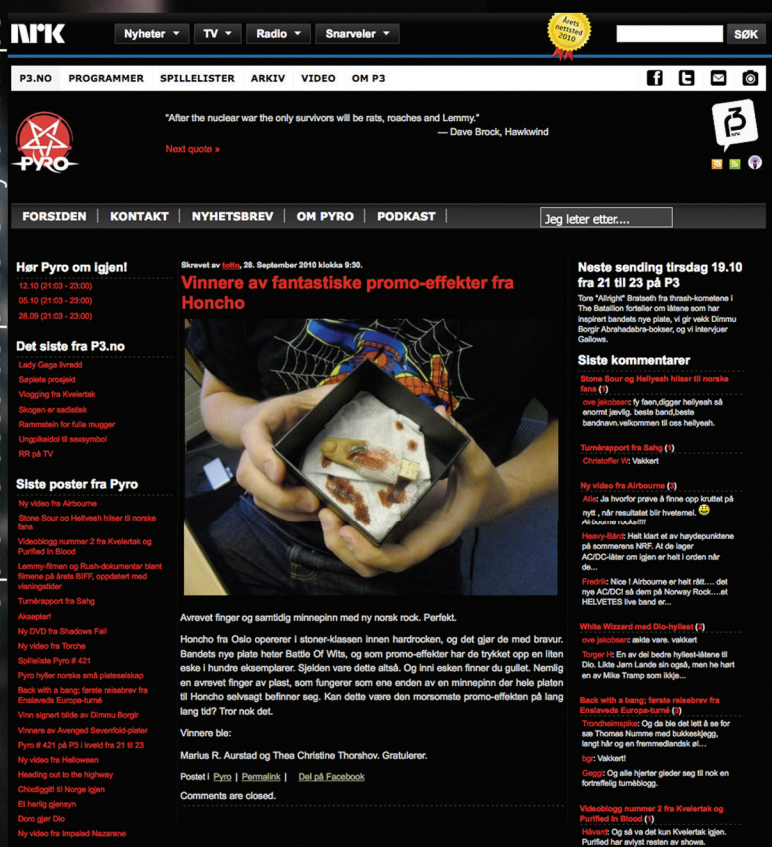 NRK
Nyheter
TV
Radio
Snarveier
Årets
nettsted
2010
SØK
P3.NO
PROGRAMMER
SPILLELISTER
ARKIV
VIDEO
OM P3
PYRO
"After the nuclear war the only survivors will be rats, roaches and Lemmy."
— Dave Brock, Hawkwind
Next quote »
FORSIDEN | KONTAKT | NYHETSBREV | OM PYRO | PODKAST |
Jeg leter etter....
Hør Pyro om igjen!
12.10 (21:03 - 23:00)
05.10 (21:03 - 23:00)
28.09 (21:03 - 23:00)
Det siste fra P3.no
Lady Gaga livredd
Søplete prosjekt
Vlogging fra Kvelertak
Skogen er sadistisk
Rammstein for fulle mugger
Ungpikeidol til sexsymbol
RR på TV
Siste poster fra Pyro
Ny video fra Airbourne
Stone Sour og Hellyeah hilser til norske
fans
Videoblogg nummer 2 fra Kvelertak og
Purified In Blood
Lemmy-filmen og Rush-dokumentar blant
filmene på årets BIFF, oppdatert med
visningstider
Turnérapport fra Sahg
Aksepter!
Ny DVD fra Shadows Fall
Ny video fra Torche
Spilleliste Pyro # 421
Pyro hyller norske små plateselskap
Back with a bang; første reisebrev fra
Enslaveds Europa-turné
Vinn signert bilde av Dimmu Borgir
Vinnere av Avenged Sevenfold-plater
Pyro # 421 på P3 i kveld fra 21 til 23
Ny video fra Helloween
Heading out to the highway
Chixdiggit! til Norge igjen
Et herlig gjensyn
Doro gjør Dio
Ny video fra Impaled Nazarene
Skrevet av totto, 28. September 2010 klokka 9:30.
Vinnere av fantastiske promo-effekter fra
Honcho
Avrevet finger og samtidig minnepinn med ny norsk rock. Perfekt.
Honcho fra Oslo opererer i stoner-klassen innen hardrocken, og det gjør de med bravur.
Bandets nye plate heter Battle Of Wits, og som promo-effekter har de trykket opp en liten
eske i hundre eksemplarer. Sjelden vare dette altså. Og inni esken finner du gullet. Nemlig
en avrevet finger av plast, som fungerer som ene enden av en minnepinn der hele platen
til Honcho selvsagt befinner seg. Kan dette være den morsomste promo-effekten på lang
lang tid? Tror nok det.
Vinnere ble:
Marius R. Aurstad og Thea Christine Thorshov. Gratulerer.
Postet i Pyro | Permalink | Del på Facebook
Comments are closed.
Neste sending tirsdag 19.10
fra 21 til 23 på P3
Tore "Allright" Bratseth fra thrash-kometene i
The Batallion forteller om låtene som har
inspirert bandets nye plate, vi gir vekk Dimmu
Borgir Abrahadabra-bokser, og vi intervjuer
Gallows.
Siste kommentarer
Stone Sour og Hellyeah hilser til norske
fans (1)
ove jakobsen: fy faen,digger hellyeah så
enormt jævlig. beste band,beste
bandnavn.velkommen til oss hellyeah.
Turnérapport fra Sahg (1)
Christoffer W: Vakkert
Ny video fra Airbourne (3)
Atle: Ja hvorfor prøve å finne opp kruttet på
nytt , når resultatet blir hvetemel.
Airbourne rocks!!!!
Heavy-Bård: Helt klart et av høydepunktene
på sommerens NRF. At de lager
AC/DC-låter om igjen er helt i orden når
de...
Fredrik: Nice ! Airbourne er helt rått…. det
nye AC/DC! så dem på Norway Rock….et
HELVETES live band er...
White Wizzard med Dio-hyllest (2)
ove jakobsen: ækte vare. vakkert
Torger H: En av dei bedre hyllest-låtene til
Dio. Likte Jørn Lande sin også, men he hørt
en av Mike Tramp som ikkje...
Back with a bang; første reisebrev fra
Enslaveds Europa-turné (3)
Trondheimspike: Og da ble det lett å se for
sæ Thomas Numme med bukkeskjegg,
langt hår og en fremmedlandsk øl...
bgr: Vakkert!
Geggi: Og alle hjerter gleder seg til nok en
fortreffelig turnèblogg.
Videoblogg nummer 2 fra Kvelertak og
Purified In Blood (1)
Håvard: Og så va det kun Kvelertak igjen.
Purified har avlyst resten av showa.